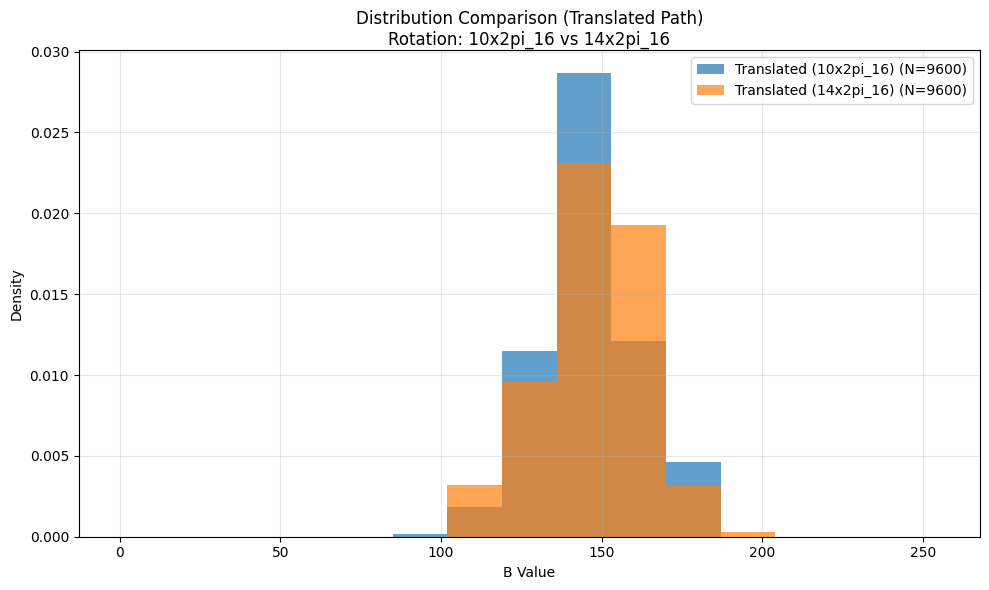 Distribution Comparison (Translated Path)
Rotation: 10x2pi_16 vs 14x2pi_16
Translated (10x2pi_16) (N=9600)
Translated (14x2pi_16) (N=9600)
Density
0.030
0.025
0.020
0.015
0.010
0.005
0.000
0 50 100 150 200 250
B Value